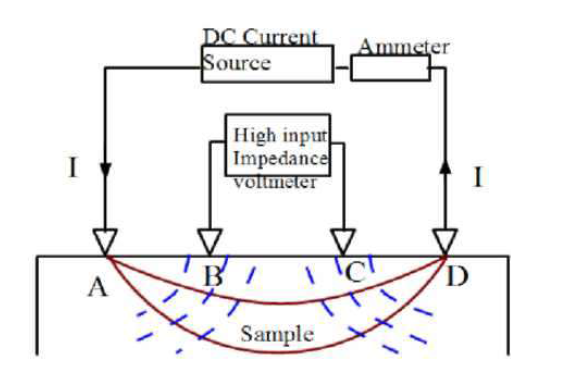 DC Current
Source
Ammeter
High input
Impedance
voltmeter
I
I
A
B
C
D
Sample